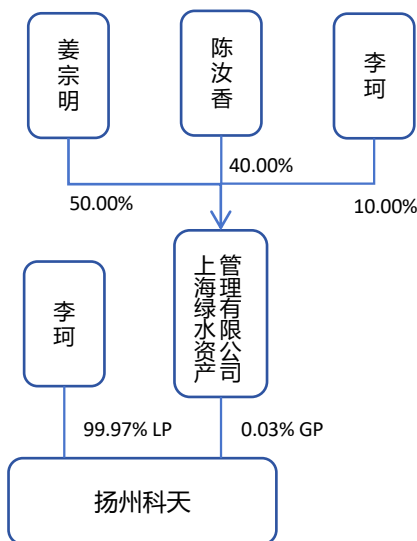 姜宗明
陈汝香
李珂
40.00%
50.00%
10.00%
李珂
上海绿水资产
管理有限公司
99.97% LP
0.03% GP
扬州科天